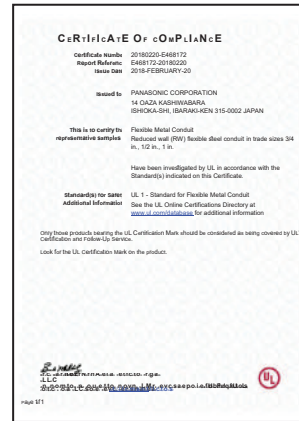 CERTIFICATE OF COMPLIANCE
Certificate Numbe 20180220-E468172
Report Referenc E468172-20180220
Issue Date 2018-FEBRUARY-20
Issued to PANASONIC CORPORATION
14 OAZA KASHIWABARA
ISHIOKA-SHI, IBARAKI-KEN 315-0002 JAPAN
This is to certify th Flexible Metal Conduit
representative samples Reduced wall (RW) flexible steel conduit in trade sizes 3/4
in., 1/2 in., 1 in.
Have been investigated by UL in accordance with the
Standard(s) indicated on this Certificate.
Standard(s) for Safet UL 1 - Standard for Flexible Metal Conduit
Additional Information See the UL Online Certifications Directory at
www.ul.com/database for additional information
Only those products bearing the UL Certification Mark should be considered as being covered by UL
Certification and Follow-Up Service.
Look for the UL Certification Mark on the product.
LLC
UL
Page 1/1